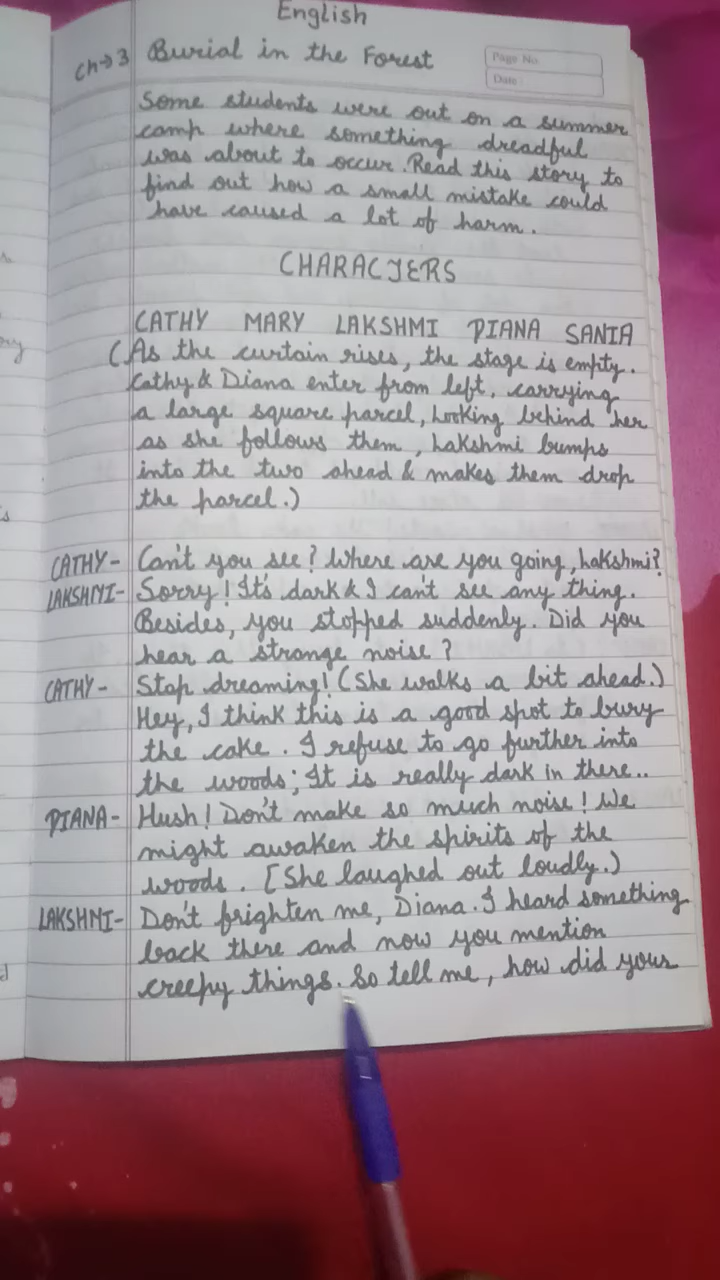 English
Ch→3 Burial in the Forest
Page No.
Date
Some students were out on a summer
camp where something dreadful
was about to occur. Read this story to
find out how a small mistake could
have caused a lot of harm.
CHARACTERS
CATHY MARY LAKSHMI DIANA SANIA
(As the curtain rises, the stage is empty.
Cathy & Diana enter from left, carrying
a large square parcel, Looking behind her
as she follows them, Lakshmi bumps
into the two ahead & makes them drop
the parcel.)
CATHY- Can't you see? Where are you going, Lakshmi?
LAKSHMI- Sorry! It's dark & I can't see any thing.
Besides, you stopped suddenly. Did you
hear a strange noise?
CATHY- Stop dreaming! (She walks a bit ahead.)
Hey, I think this is a good spot to bury
the cake. I refuse to go further into
the woods; It is really dark in there..
DIANA- Hush! Don't make so much noise! We
might awaken the spirits of the
woods. [She laughed out loudly.)
LAKSHMI- Don't frighten me, Diana. I heard something
back there and now you mention
creepy things. So tell me, how did your